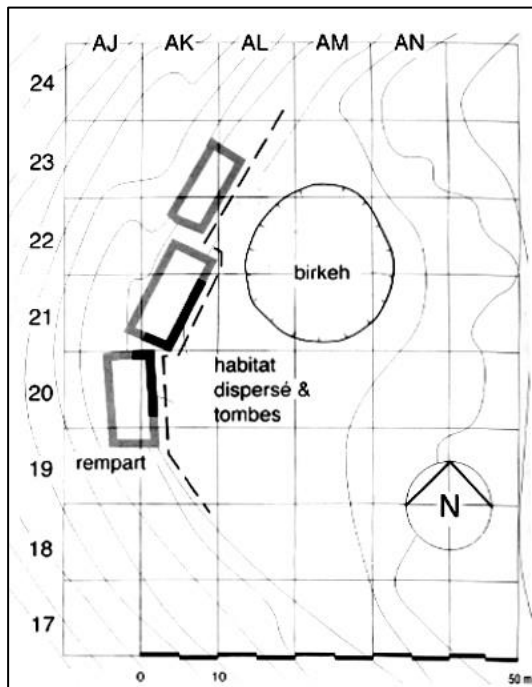 AJ AK AL AM AN
24
23
22
birkeh
21
habitat
dispersé &
20
tombes
19
rempart
N
18
17
0 10 50 m